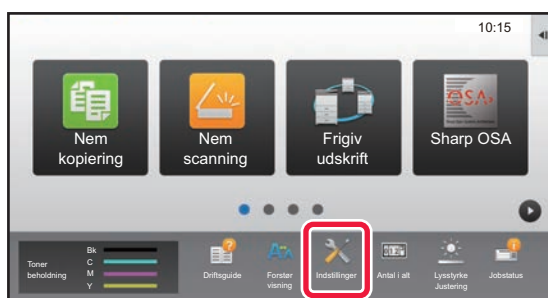 10:15
Nem
kopiering
Nem
scanning
Frigiv
udskrift
OSA
Sharp OSA
Toner
beholdning
Bk
C
M
Y
Driftsguide
Forstør
visning
Indstillinger
Antal i alt
Lysstyrke
Justering
Jobstatus